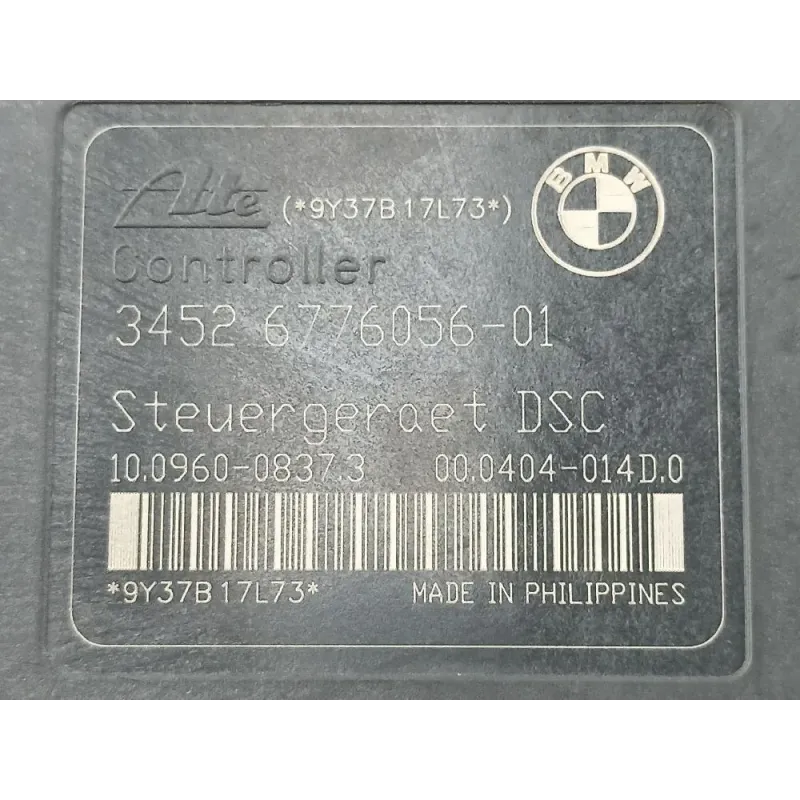 Ate (*9Y37B17L73*)
BMW
Controller
3452 6776056-01
Steuergeraet DSC
10.0960-0837.3 00.0404-014D.0
*9Y37B17L73* MADE IN PHILIPPINES